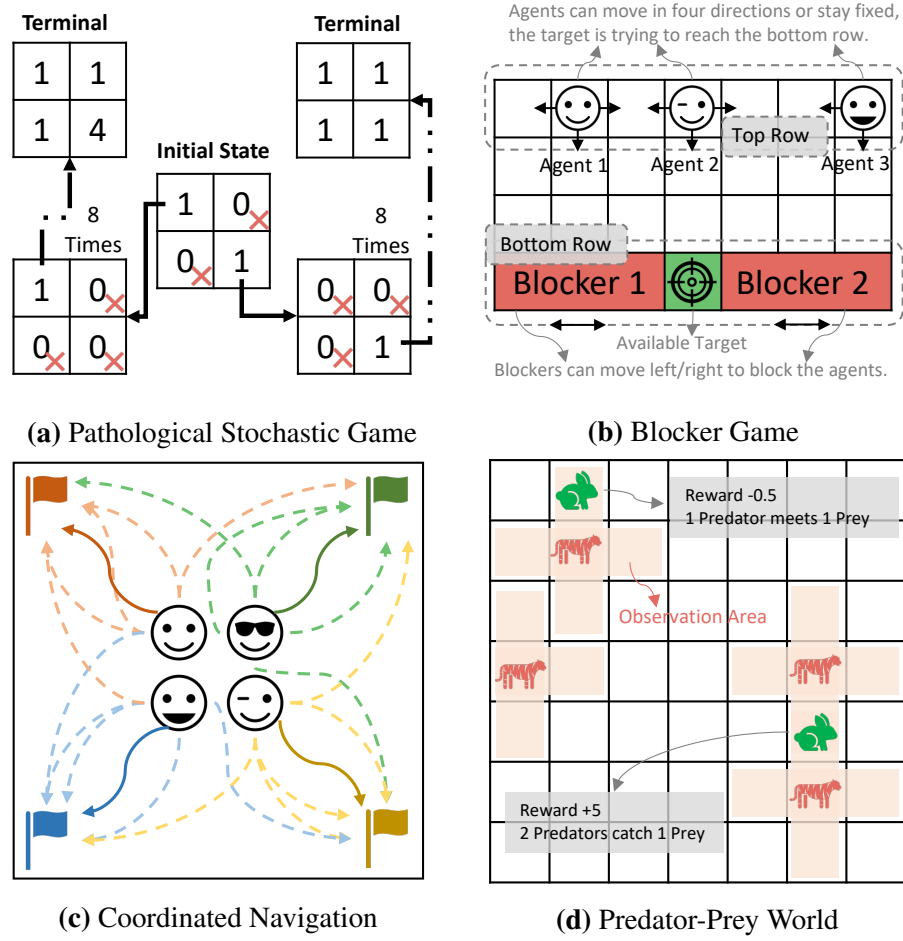 Terminal
1 1
1 4
Terminal
1 1
1 1
Initial State
1 0
0 1
8
Times
8
Times
1 0
0 0
0 0
0 1
(a) Pathological Stochastic Game
Agents can move in four directions or stay fixed,
the target is trying to reach the bottom row.
Top Row
Agent 1
Agent 2
Agent 3
Bottom Row
Blocker 1
Blocker 2
Available Target
Blockers can move left/right to block the agents.
(b) Blocker Game
(c) Coordinated Navigation
Reward -0.5
1 Predator meets 1 Prey
Observation Area
Reward +5
2 Predators catch 1 Prey
(d) Predator-Prey World